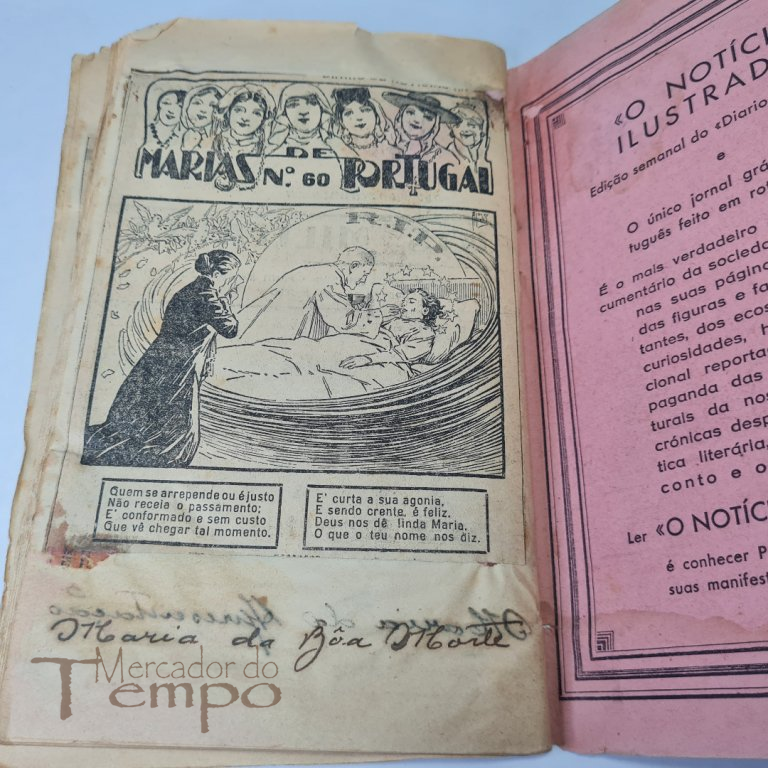 MARIAS DE PORTUGAL
Nº. 60
R.I.P.
Quem se arrepende ou é justo
Não receia o passamento;
E' conformado e sem custo
Que vê chegar tal momento.
E' curta a sua agonia,
E sendo crente, é feliz.
Deus nos dê linda Maria.
O que o teu nome nos diz.
Maria da Bôa Morte
Mercador do
Tempo
«O NOTÍC
ILUSTRAD
Edição semanal do «Diario
e
O único jornal grá
tuguês feito em rot
É o mais verdadeiro
cumentário da socieda
nas suas págin
das figuras e fa
tantes, dos ecos
curiosidades, h
cional reporta
paganda das
turais da nos
crónicas desp
tica literária,
conto e o
Ler «O NOTÍC
é conhecer P
suas manifest